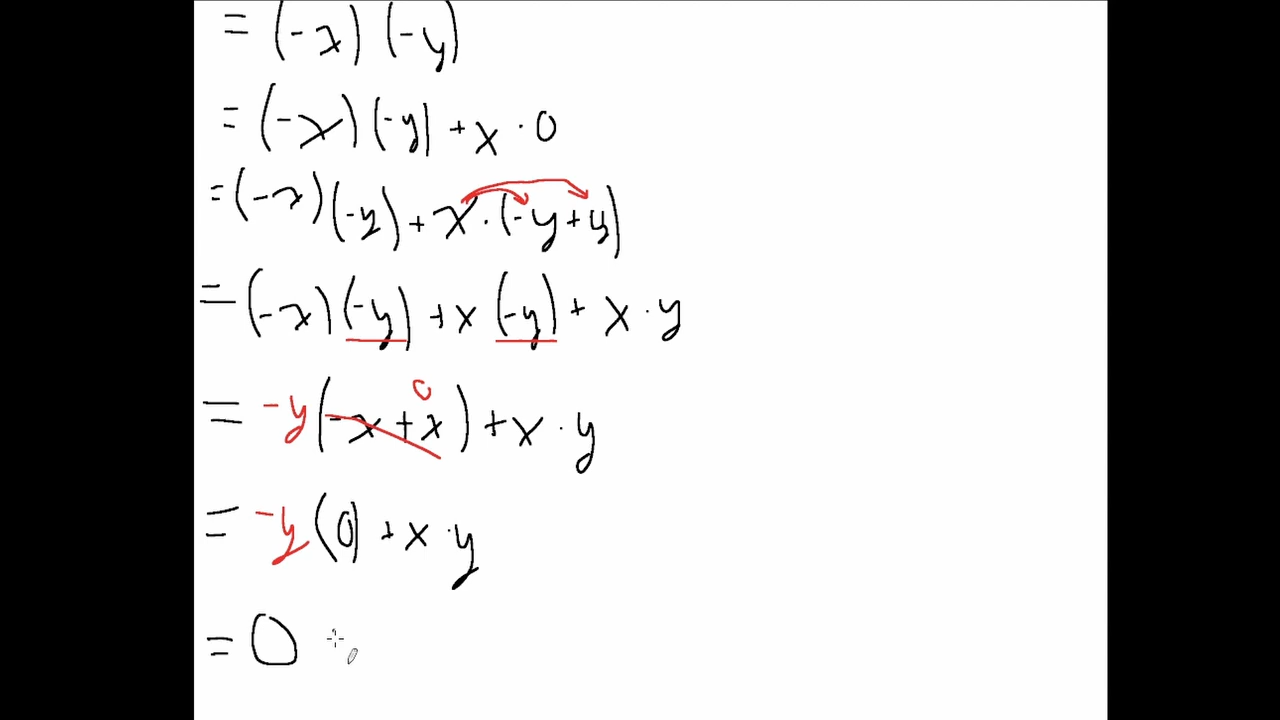 = (-x) (-y)
= (-x) (-y) + x · 0
= (-x) (-y) + x · (-y + y)
= (-x) (-y) + x (-y) + x · y
0
= -y (-x + x) + x · y
= -y (0) + x · y
= 0 +